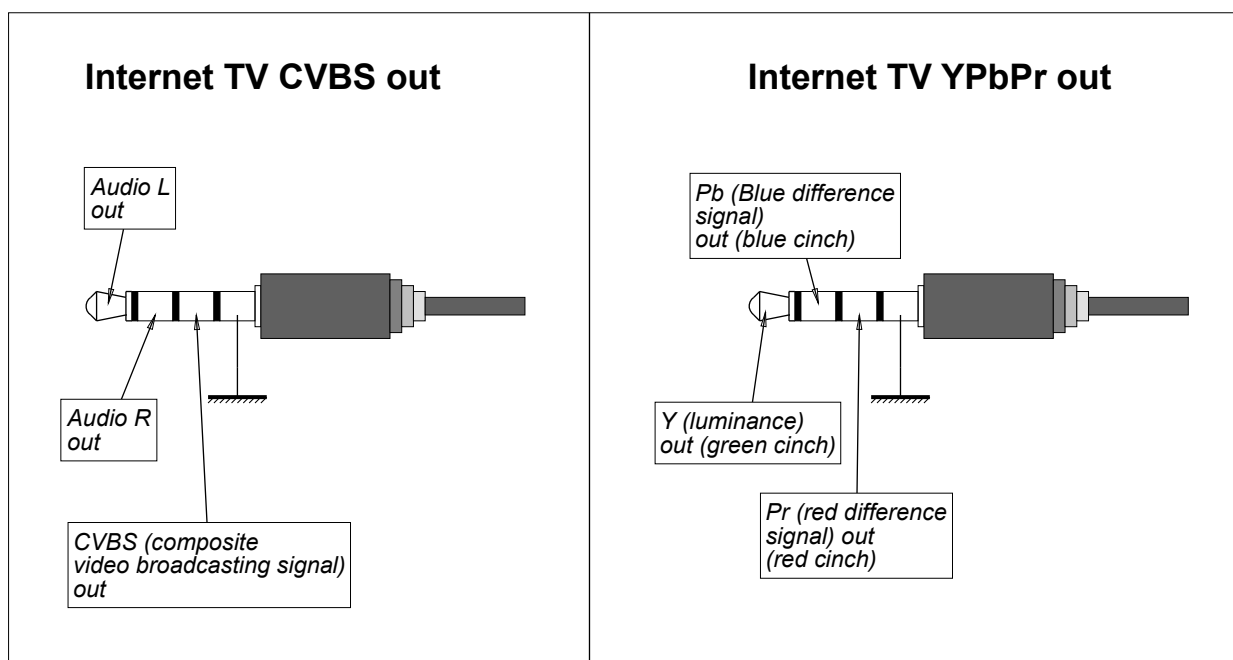 Internet TV CVBS out
Audio L
out
Audio R
out
CVBS (composite
video broadcasting signal)
out
Internet TV YPbPr out
Pb (Blue difference
signal)
out (blue cinch)
Y (luminance)
out (green cinch)
Pr (red difference
signal) out
(red cinch)